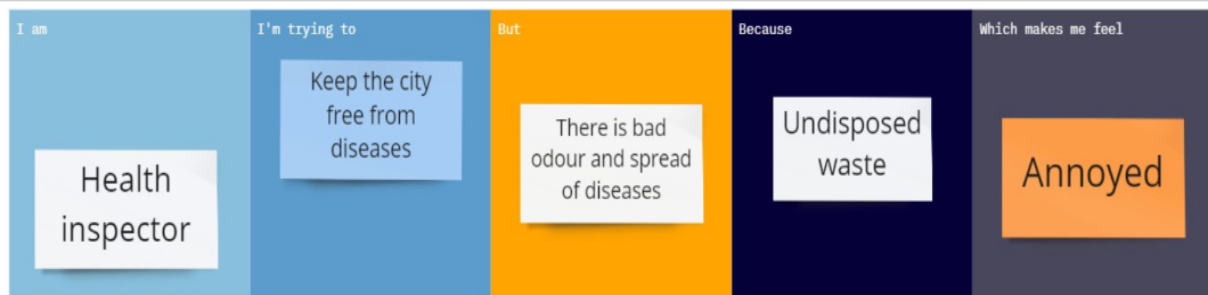 I am
Health
inspector
I'm trying to
Keep the city
free from
diseases
But
There is bad
odour and spread
of diseases
Because
Undisposed
waste
Which makes me feel
Annoyed